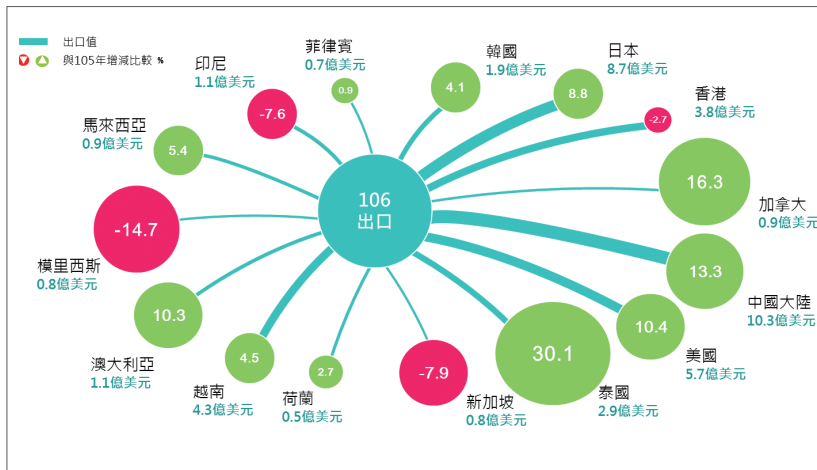 出口值
與105年增減比較 %
菲律賓
0.7億美元
0.9
韓國
1.9億美元
4.1
日本
8.7億美元
8.8
香港
3.8億美元
-2.7
加拿大
0.9億美元
16.3
中國大陸
10.3億美元
13.3
美國
5.7億美元
10.4
泰國
2.9億美元
30.1
新加坡
0.8億美元
-7.9
荷蘭
0.5億美元
2.7
越南
4.3億美元
4.5
澳大利亞
1.1億美元
10.3
模里西斯
0.8億美元
-14.7
馬來西亞
0.9億美元
5.4
印尼
1.1億美元
-7.6
106
出口